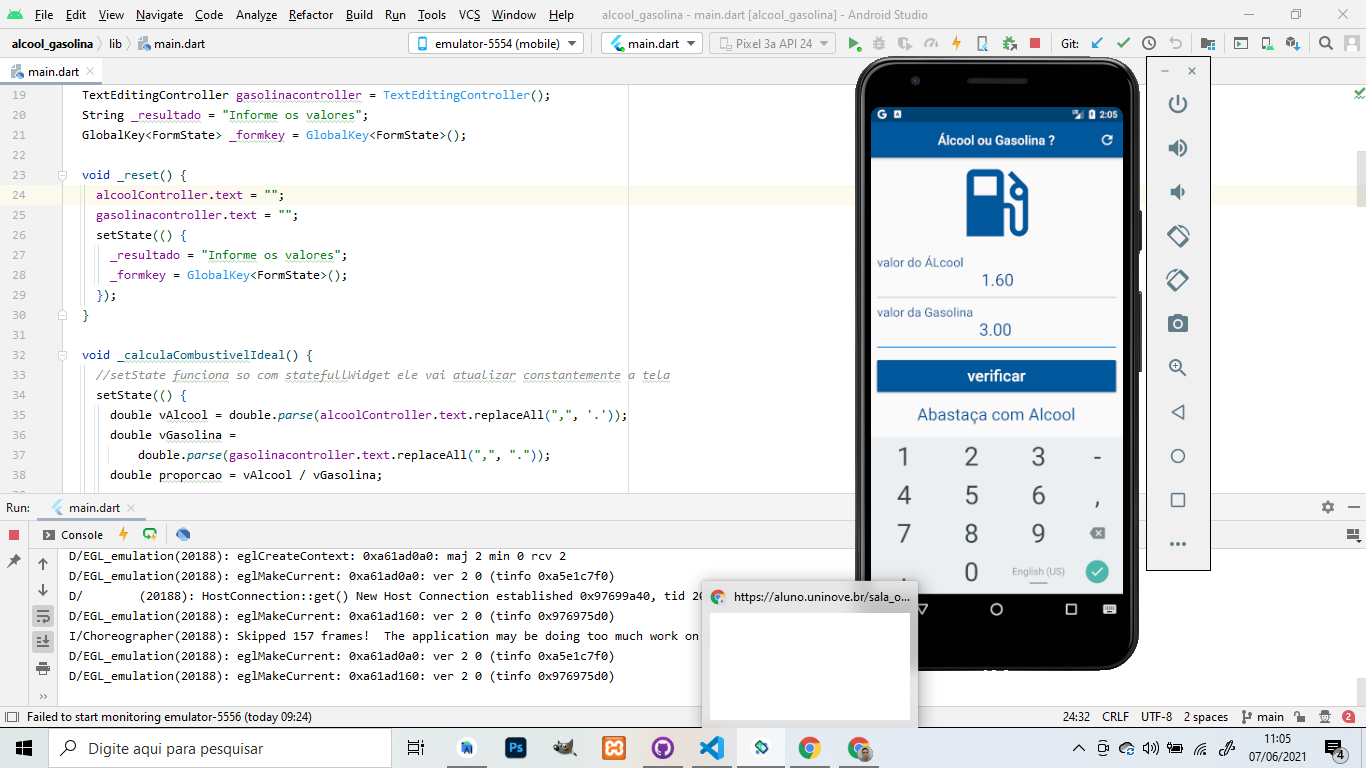 File Edit View Navigate Code Analyze Refactor Build Run Tools VCS Window Help alcool_gasolina - main.dart [alcool_gasolina] - Android Studio
alcool_gasolina lib main.dart emulator-5554 (mobile) main.dart Pixel 3a API 24 Git:
main.dart
19 TextEditingController gasolinacontroller = TextEditingController();
20 String _resultado = "Informe os valores";
21 GlobalKey<FormState> _formkey = GlobalKey<FormState>();
22
23 void _reset() {
24 alcoolController.text = "";
25 gasolinacontroller.text = "";
26 setState(() {
27 _resultado = "Informe os valores";
28 _formkey = GlobalKey<FormState>();
29 });
30 }
31
32 void _calculaCombustivelIdeal() {
33 //setState funciona so com statefullWidget ele vai atualizar constantemente a tela
34 setState(() {
35 double vAlcool = double.parse(alcoolController.text.replaceAll(",", '.'));
36 double vGasolina =
37 double.parse(gasolinacontroller.text.replaceAll(",", "."));
38 double proporcao = vAlcool / vGasolina;
G A 2:05
Álcool ou Gasolina ?
valor do ÁLcool
1.60
valor da Gasolina
3.00
verificar
Abastaça com Alcool
1 2 3 -
4 5 6 ,
7 8 9
. 0 English (US)
Run: main.dart
Console
D/EGL_emulation(20188): eglCreateContext: 0xa61ad0a0: maj 2 min 0 rcv 2
D/EGL_emulation(20188): eglMakeCurrent: 0xa61ad0a0: ver 2 0 (tinfo 0xa5e1c7f0)
D/ (20188): HostConnection::get() New Host Connection established 0x97699a40, tid 20
D/EGL_emulation(20188): eglMakeCurrent: 0xa61ad160: ver 2 0 (tinfo 0x976975d0)
I/Choreographer(20188): Skipped 157 frames! The application may be doing too much work on
D/EGL_emulation(20188): eglMakeCurrent: 0xa61ad0a0: ver 2 0 (tinfo 0xa5e1c7f0)
D/EGL_emulation(20188): eglMakeCurrent: 0xa61ad160: ver 2 0 (tinfo 0x976975d0)
https://aluno.uninove.br/sala_o...
Failed to start monitoring emulator-5556 (today 09:24) 24:32 CRLF UTF-8 2 spaces main 2
Digite aqui para pesquisar
Ps
11:05
07/06/2021
4